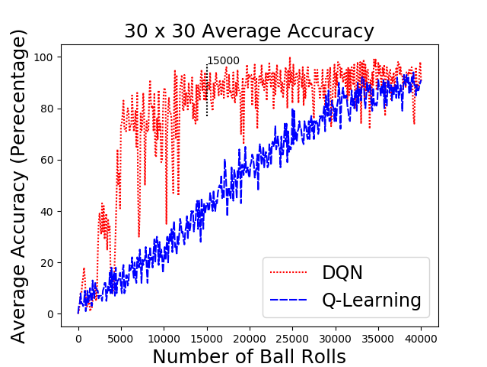 30 x 30 Average Accuracy
Average Accuracy (Perecentage)
100
80
60
40
20
0
15000
DQN
Q-Learning
0 5000 10000 15000 20000 25000 30000 35000 40000
Number of Ball Rolls